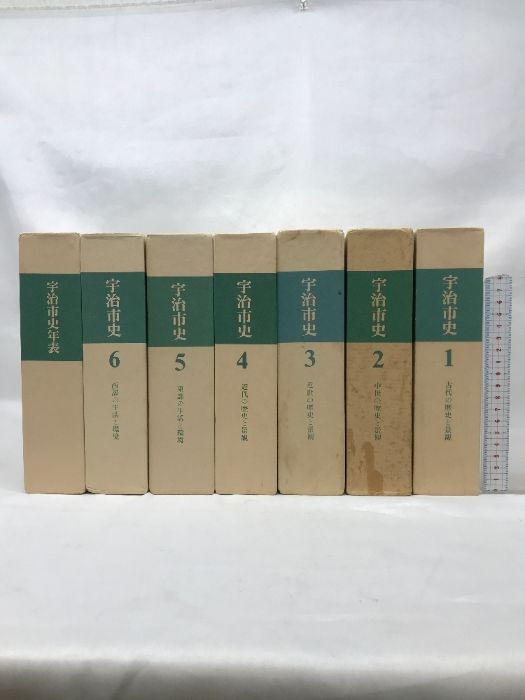 宇治市史年表
宇治市史
6
西部の生活と環境
宇治市史
5
東部の生活と環境
宇治市史
4
近代の歴史と景観
宇治市史
3
近世の歴史と景観
宇治市史
2
中世の歴史と景観
宇治市史
1
古代の歴史と景観